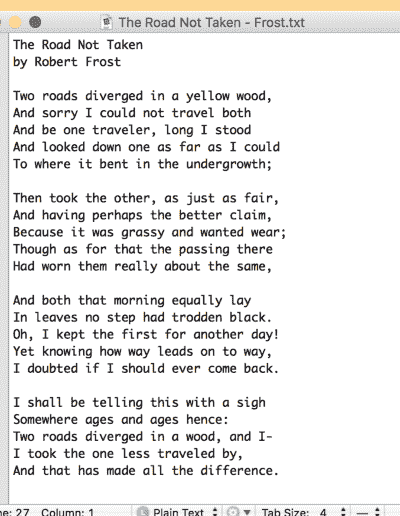 The Road Not Taken - Frost.txt
The Road Not Taken
by Robert Frost

Two roads diverged in a yellow wood,
And sorry I could not travel both
And be one traveler, long I stood
And looked down one as far as I could
To where it bent in the undergrowth;

Then took the other, as just as fair,
And having perhaps the better claim,
Because it was grassy and wanted wear;
Though as for that the passing there
Had worn them really about the same,

And both that morning equally lay
In leaves no step had trodden black.
Oh, I kept the first for another day!
Yet knowing how way leads on to way,
I doubted if I should ever come back.

I shall be telling this with a sigh
Somewhere ages and ages hence:
Two roads diverged in a wood, and I-
I took the one less traveled by,
And that has made all the difference.

ne: 27 Column: 1 L Plain Text Tab Size: 4 —